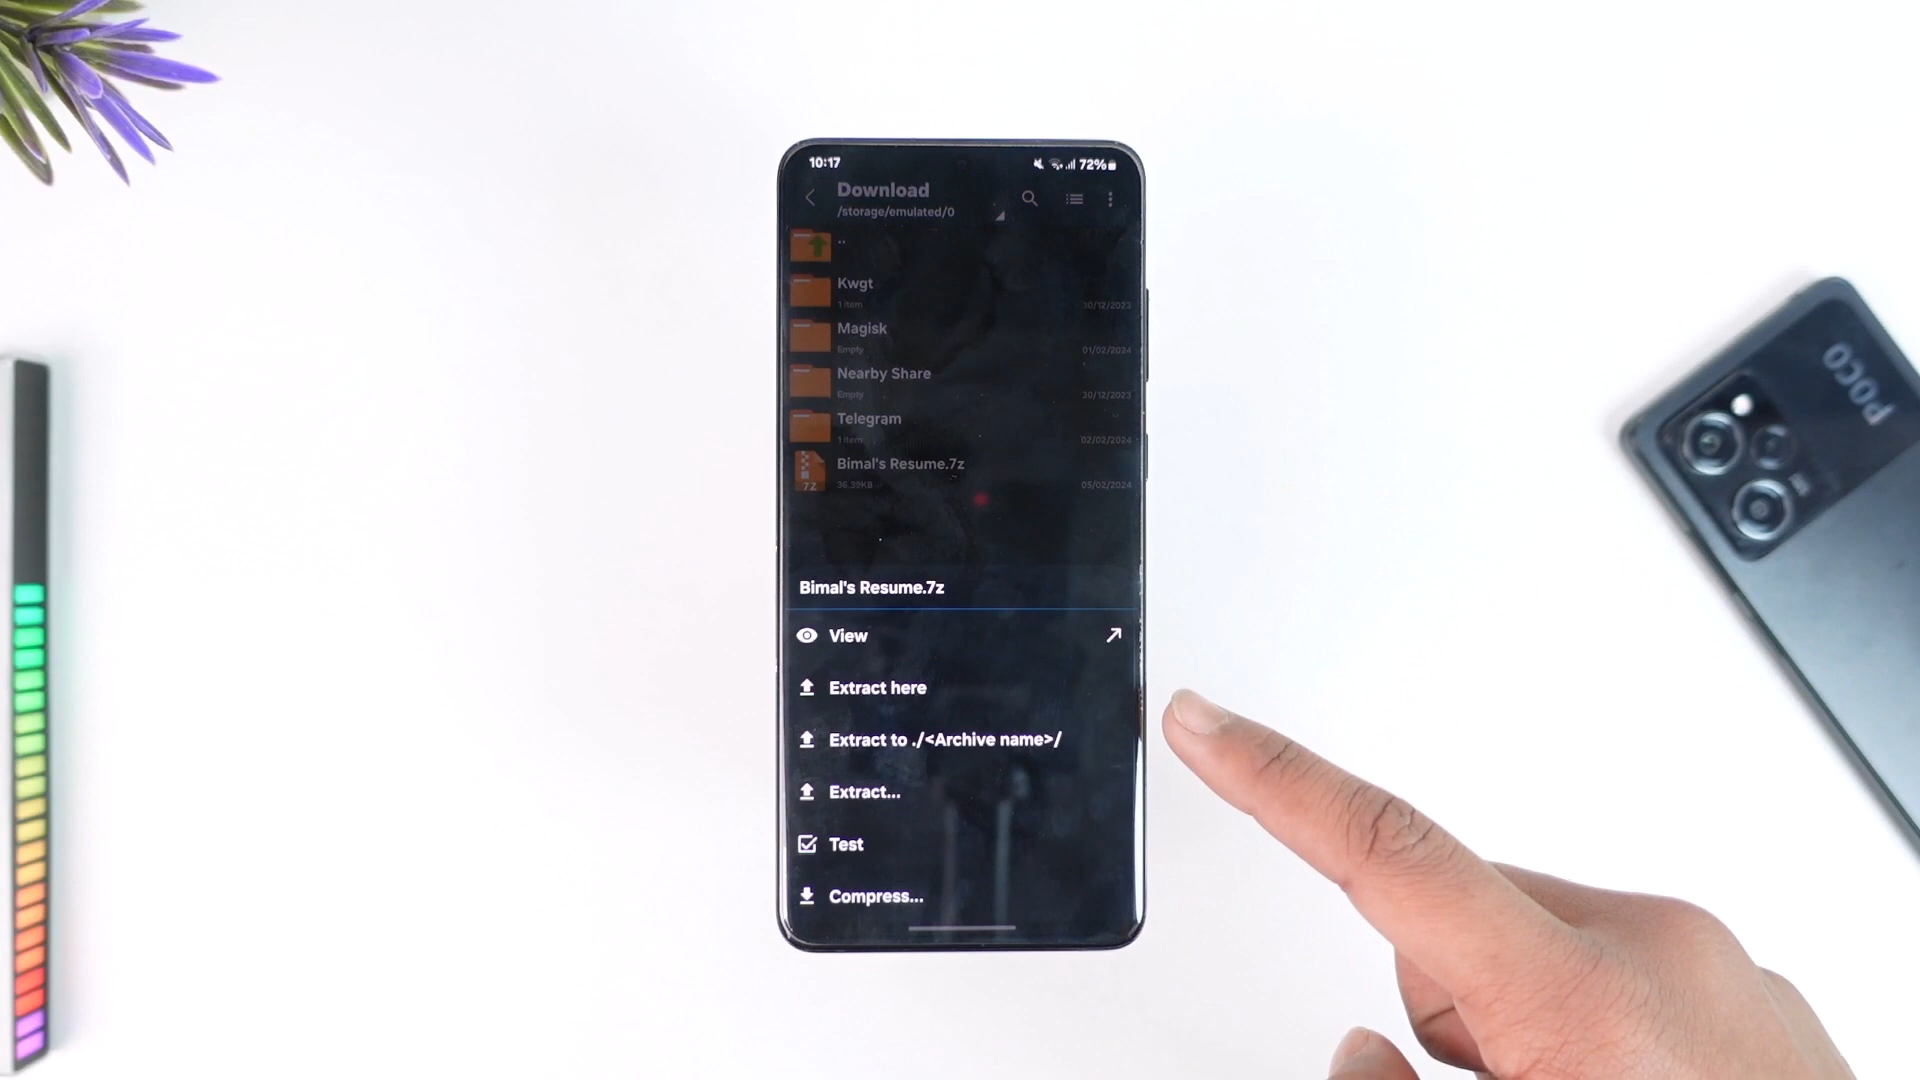 10:17
72%
Download
/storage/emulated/0
..
Kwgt
1 item
30/12/2023
Magisk
Empty
01/02/2024
Nearby Share
Empty
30/12/2023
Telegram
1 item
02/02/2024
Bimal's Resume.7z
7Z
36.39KB
05/02/2024
Bimal's Resume.7z
View
Extract here
Extract to ./<Archive name>/
Extract...
Test
Compress...
POCO